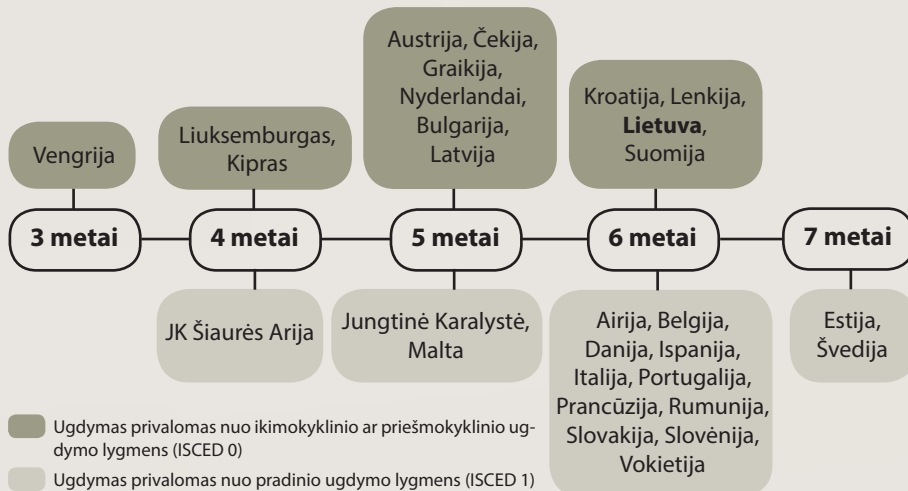 Vengrija
Liuksemburgas,
Kipras
Austrija, Čekija,
Graikija,
Nyderlandai,
Bulgarija,
Latvija
Kroatija, Lenkija,
Lietuva,
Suomija
3 metai
4 metai
5 metai
6 metai
7 metai
JK Šiaurės Arija
Jungtinė Karalystė,
Malta
Airija, Belgija,
Danija, Ispanija,
Italija, Portugalija,
Prancūzija, Rumunija,
Slovakija, Slovėnija,
Vokietija
Estija,
Švedija
Ugdymas privalomas nuo ikimokyklinio ar priešmokyklinio ug-
dymo lygmens (ISCED 0)
Ugdymas privalomas nuo pradinio ugdymo lygmens (ISCED 1)